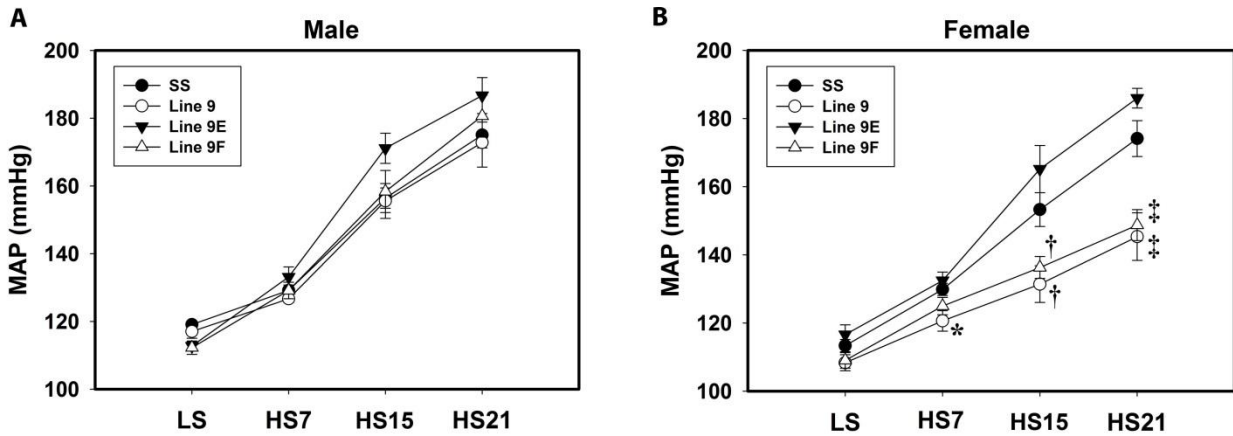 A
Male
MAP (mmHg)
200
180
160
140
120
100
SS
Line 9
Line 9E
Line 9F
LS
HS7
HS15
HS21
B
Female
MAP (mmHg)
200
180
160
140
120
100
SS
Line 9
Line 9E
Line 9F
*
†
†
‡
‡
LS
HS7
HS15
HS21